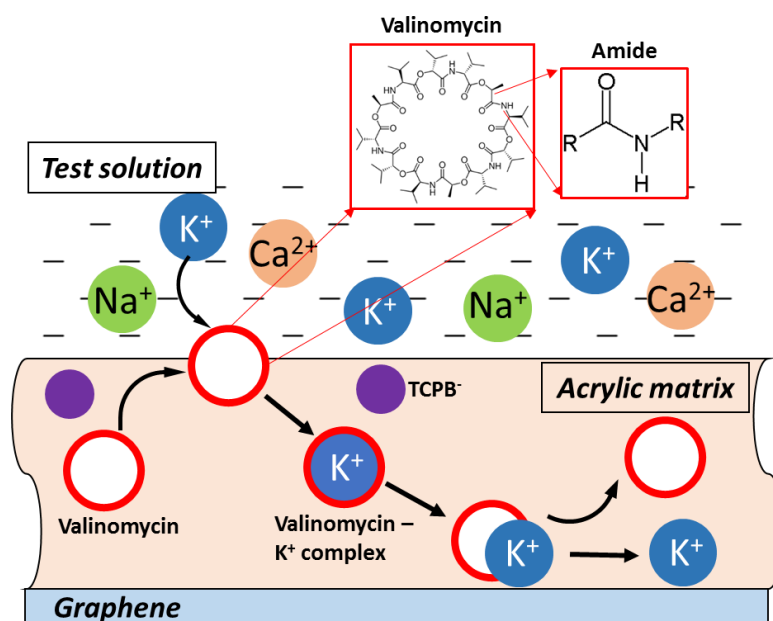 Valinomycin
Amide
O
R
N
R
H
Test solution
K⁺
Ca²⁺
K⁺
Na⁺
K⁺
Na⁺
Ca²⁺
TCPB⁻
Acrylic matrix
K⁺
Valinomycin
Valinomycin –
K⁺ complex
K⁺
K⁺
Graphene